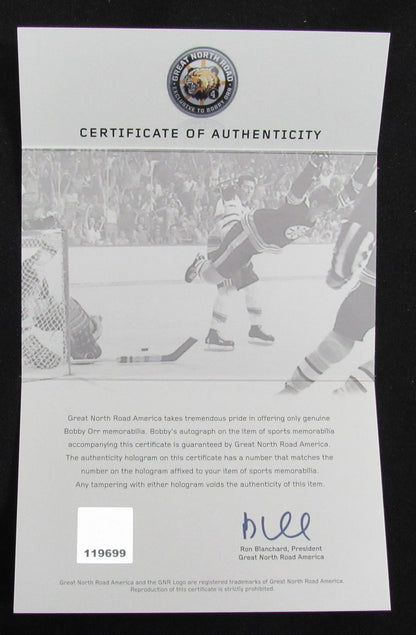 GREAT NORTH ROAD
EXCLUSIVE TO BOBBY ORR
4
CERTIFICATE OF AUTHENTICITY
Great North Road America takes tremendous pride in offering only genuine
Bobby Orr memorabilia. Bobby's autograph on the item of sports memorabilia
accompanying this certificate is guaranteed by Great North Road America.
The authenticity hologram on this certificate has a number that matches the
number on the hologram affixed to your item of sports memorabilia.
Any tampering with either hologram voids the authenticity of this item.
119699
Ron Blanchard, President
Great North Road America
Great North Road America and the GNR Logo are registered trademarks of Great North Road America.
Reproduction of this certificate is strictly prohibited.